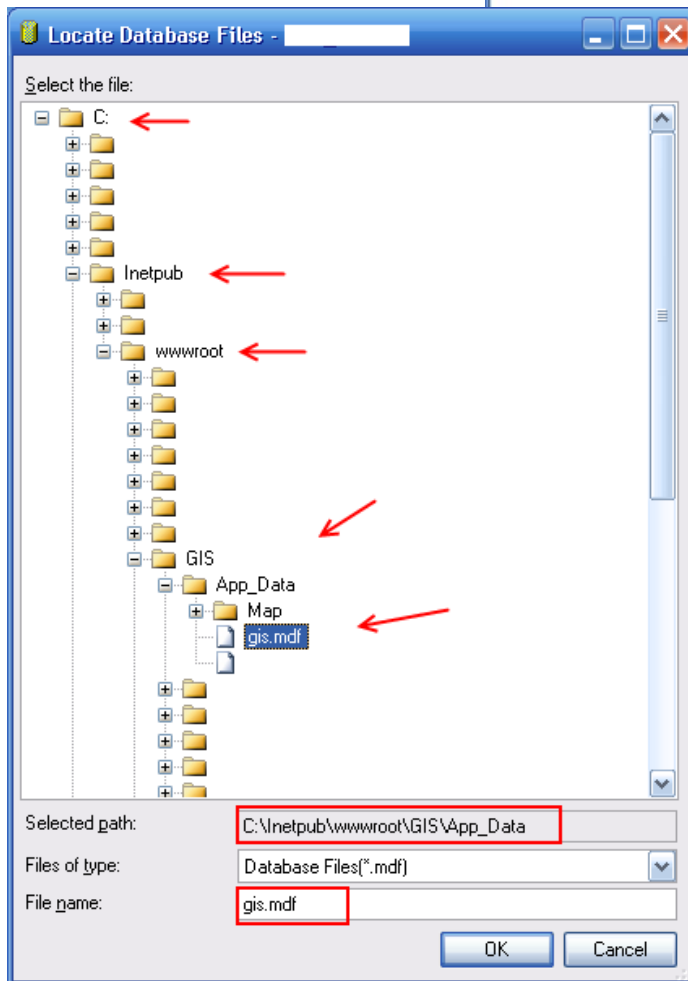 Locate Database Files -
Select the file:
C:
Inetpub
wwwroot
GIS
App_Data
Map
gis.mdf
Selected path:
C:\Inetpub\wwwroot\GIS\App_Data
Files of type:
Database Files(*.mdf)
File name:
gis.mdf
OK
Cancel